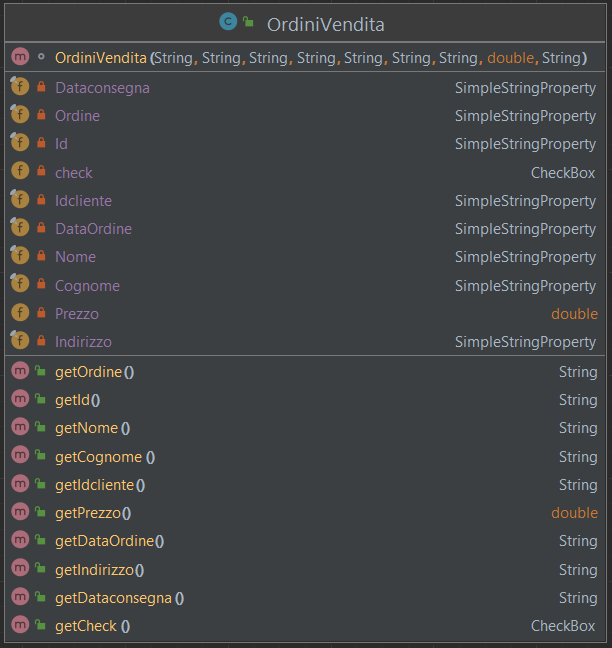 OrdiniVendita
OrdiniVendita(String, String, String, String, String, String, String, double, String)
Dataconsegna SimpleStringProperty
Ordine SimpleStringProperty
Id SimpleStringProperty
check CheckBox
Idcliente SimpleStringProperty
DataOrdine SimpleStringProperty
Nome SimpleStringProperty
Cognome SimpleStringProperty
Prezzo double
Indirizzo SimpleStringProperty
getOrdine() String
getId() String
getNome() String
getCognome() String
getIdcliente() String
getPrezzo() double
getDataOrdine() String
getIndirizzo() String
getDataconsegna() String
getCheck() CheckBox